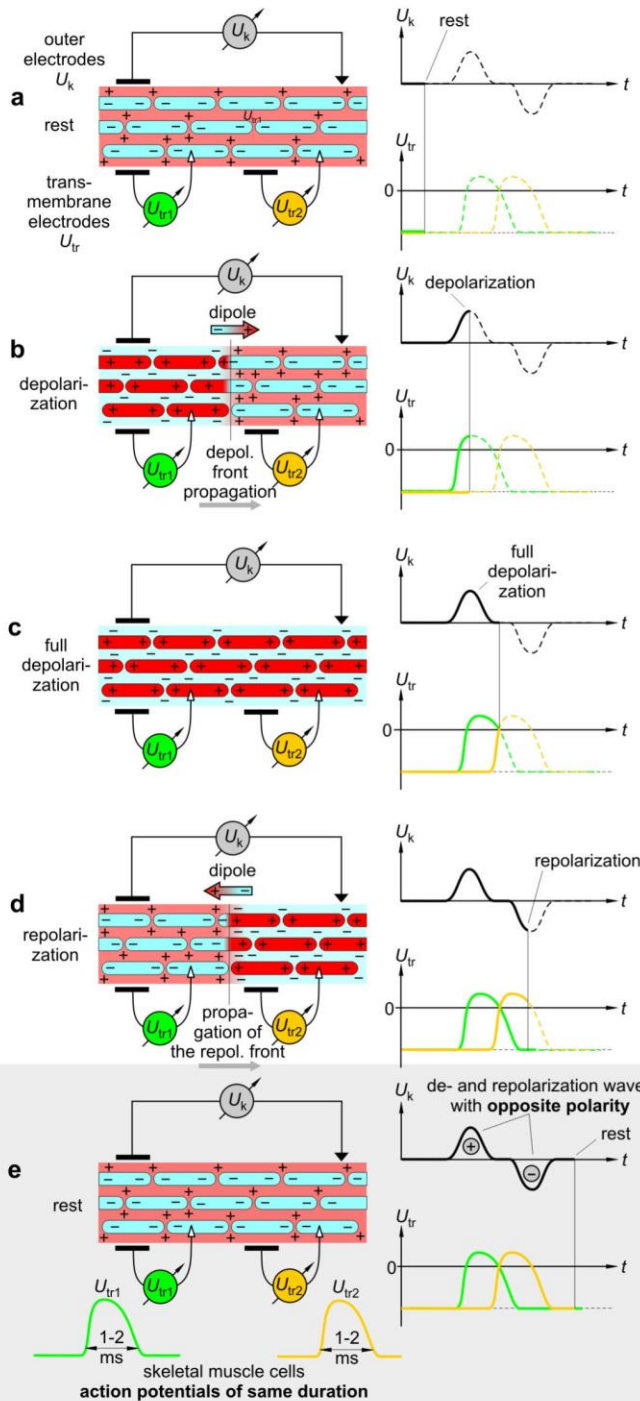 outer
electrodes
Uk
Uk
a
rest
Utr1
trans-
membrane
electrodes
Utr
Utr1
Utr2
Uk
rest
t
Utr
0
t
Uk
dipole
b
depolari-
zation
Utr1
depol.
front
propagation
Utr2
Uk
depolarization
t
Utr
0
t
Uk
c
full
depolari-
zation
Utr1
Utr2
Uk
full
depolari-
zation
t
Utr
0
t
Uk
dipole
d
repolari-
zation
Utr1
propa-
gation of
the repol. front
Utr2
Uk
repolarization
t
Utr
0
t
Uk
e
rest
Utr1
Utr2
Uk
de- and repolarization wave
with opposite polarity
rest
+
−
t
Utr
0
t
Utr1
1-2
ms
Utr2
1-2
ms
skeletal muscle cells
action potentials of same duration